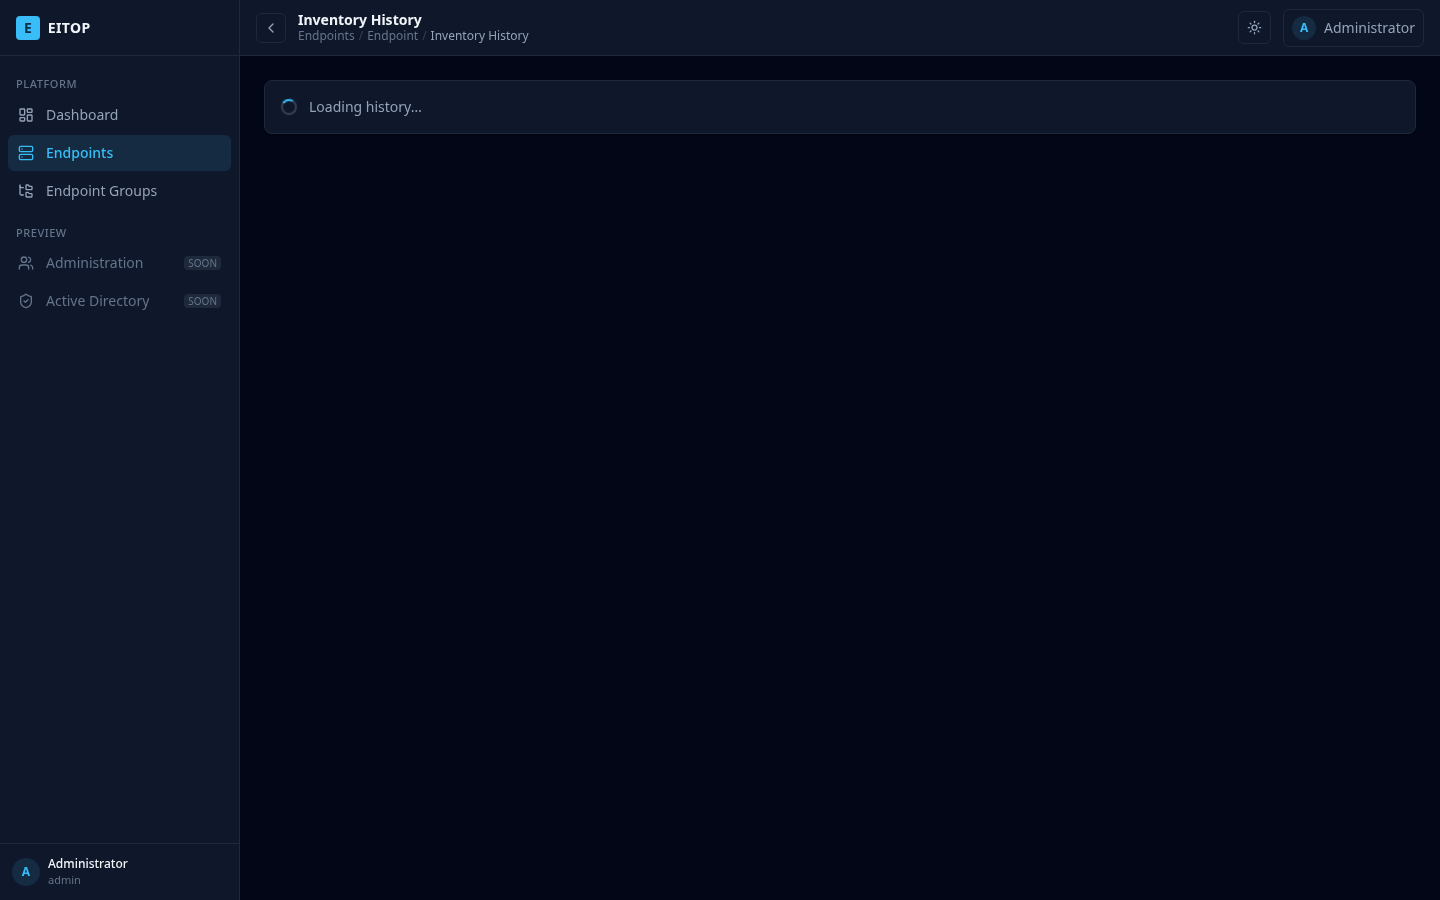 E EITOP
Inventory History
Endpoints / Endpoint / Inventory History
A Administrator
PLATFORM
Dashboard
Endpoints
Endpoint Groups
PREVIEW
Administration SOON
Active Directory SOON
Loading history...
A
Administrator
admin